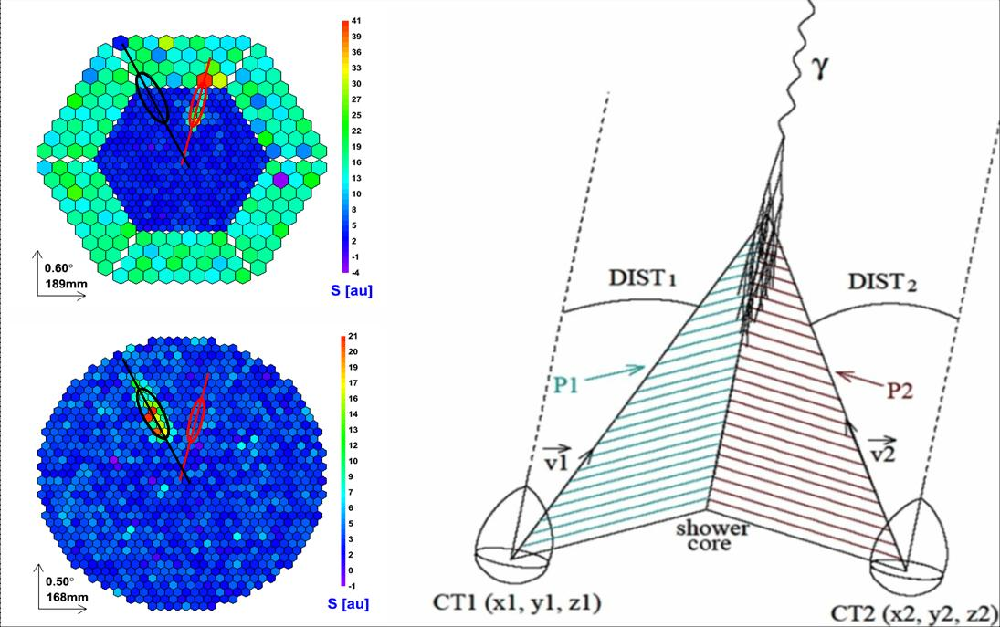 41
39
36
33
30
27
25
22
19
16
13
10
8
5
2
-1
-4
S [au]
0.60°
189mm
21
20
19
17
16
14
13
12
10
9
7
6
5
3
2
0
-1
S [au]
0.50°
168mm
γ
DIST1
DIST2
P1
P2
v1
v2
shower
core
CT1 (x1, y1, z1)
CT2 (x2, y2, z2)